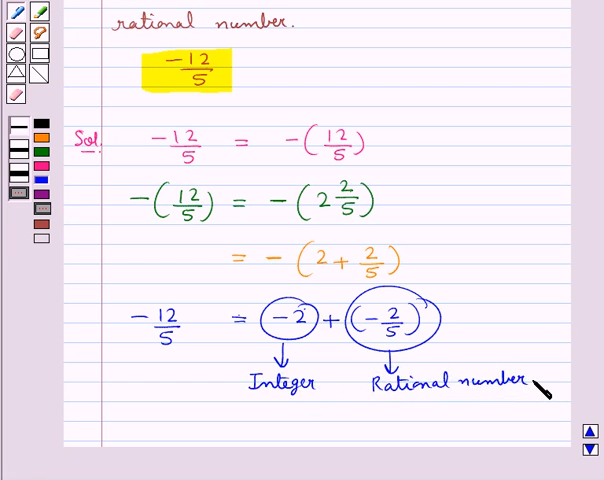 rational number.
-12/5
Sol. -12/5 = -(12/5)
-(12/5) = -(2 2/5)
= -(2 + 2/5)
-12/5 = -2 + (-2/5)
Integer Rational number